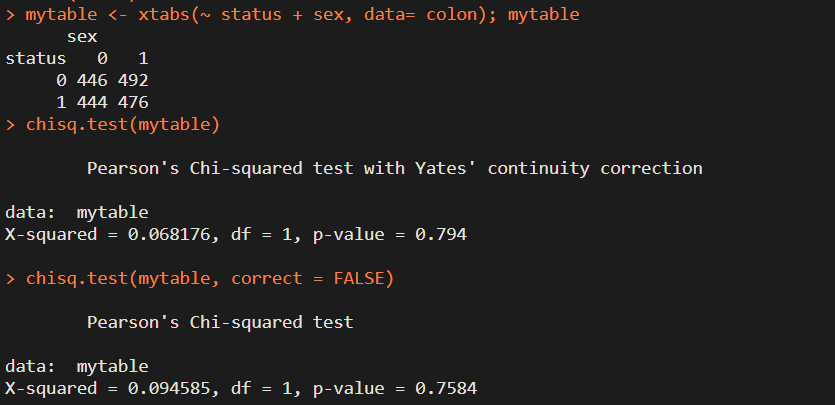 > mytable <- xtabs(~ status + sex, data= colon); mytable
      sex
status   0   1
     0 446 492
     1 444 476
> chisq.test(mytable)
        Pearson's Chi-squared test with Yates' continuity correction
data:  mytable
X-squared = 0.068176, df = 1, p-value = 0.794
> chisq.test(mytable, correct = FALSE)
        Pearson's Chi-squared test
data:  mytable
X-squared = 0.094585, df = 1, p-value = 0.7584